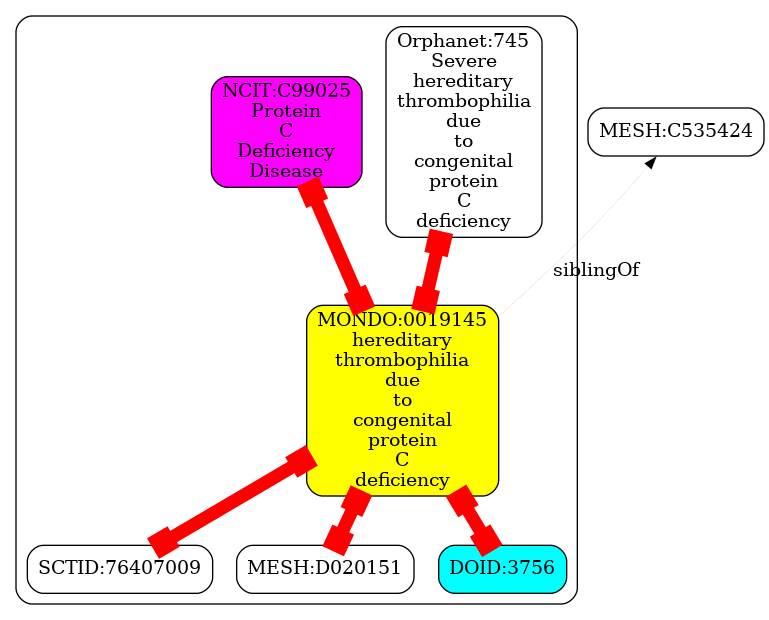 Orphanet:745
Severe
hereditary
thrombophilia
due
to
congenital
protein
C
deficiency
NCIT:C99025
Protein
C
Deficiency
Disease
MESH:C535424
siblingOf
MONDO:0019145
hereditary
thrombophilia
due
to
congenital
protein
C
deficiency
SCTID:76407009
MESH:D020151
DOID:3756